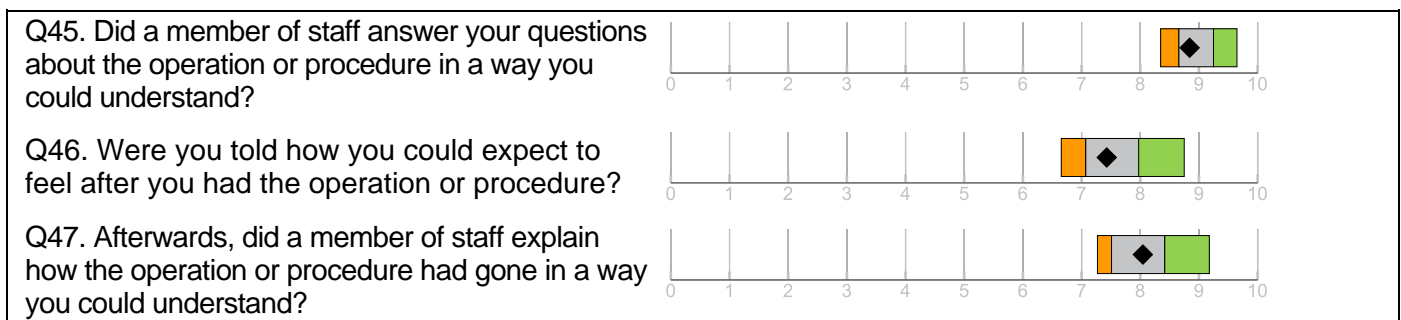 Q45. Did a member of staff answer your questions
about the operation or procedure in a way you
could understand?
0 1 2 3 4 5 6 7 8 9 10
Q46. Were you told how you could expect to
feel after you had the operation or procedure?
0 1 2 3 4 5 6 7 8 9 10
Q47. Afterwards, did a member of staff explain
how the operation or procedure had gone in a way
you could understand?
0 1 2 3 4 5 6 7 8 9 10